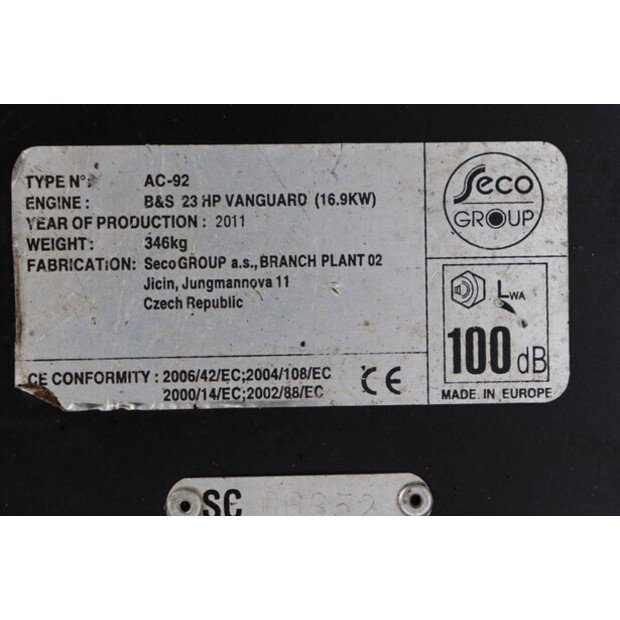 TYPE N°: AC-92
ENGINE: B&S 23 HP VANGUARD (16.9KW)
YEAR OF PRODUCTION: 2011
WEIGHT: 346kg
FABRICATION: SecoGROUP a.s., BRANCH PLANT 02
Jicin, Jungmannova 11
Czech Republic
CE CONFORMITY: 2006/42/EC;2004/108/EC
2000/14/EC;2002/88/EC
CE
Seco
GROUP
LWA
100 dB
MADE IN EUROPE
SC